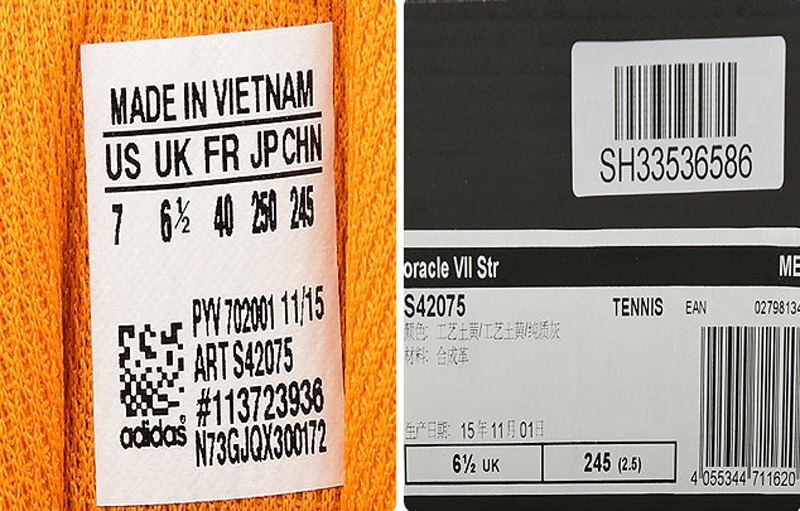 MADE IN VIETNAM
US UK FR JP CHN
7 6½ 40 250 245
PYV 702001 11/15
ART S42075
#113723936
adidas®
N73GJQX300172
SH33536586
oracle VII Str ME
S42075 TENNIS EAN 02798134
颜色: 工艺土黄/工艺土黄/纯质灰
材料: 合成革
生产日期: 15年 11月 01日
6½ UK 245 (2.5)
4 055344 711620